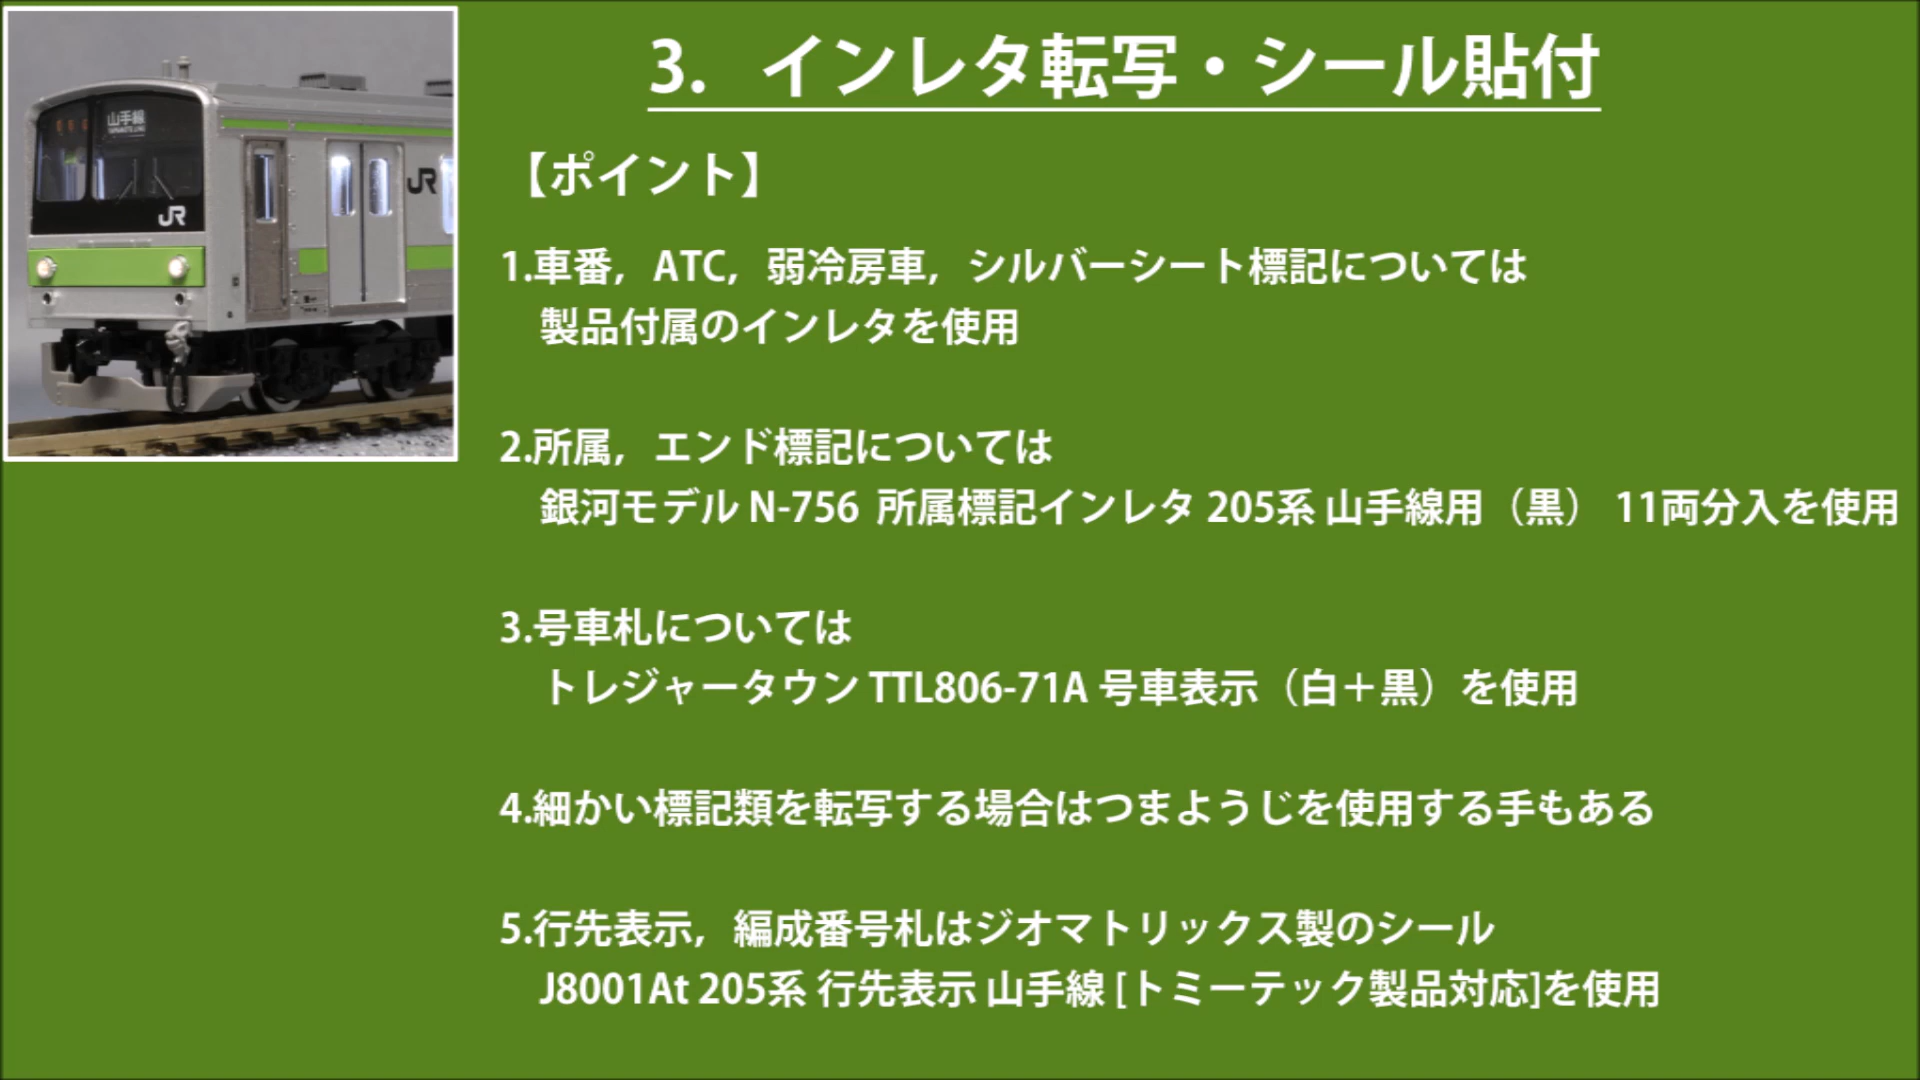 山手線
JR
JR
3. インレタ転写・シール貼付
【ポイント】
1.車番，ATC，弱冷房車，シルバーシート標記については
製品付属のインレタを使用
2.所属，エンド標記については
銀河モデル N-756 所属標記インレタ 205系 山手線用（黒） 11両分入を使用
3.号車札については
トレジャータウン TTL806-71A 号車表示（白＋黒）を使用
4.細かい標記類を転写する場合はつまようじを使用する手もある
5.行先表示，編成番号札はジオマトリックス製のシール
J8001At 205系 行先表示 山手線 [トミーテック製品対応]を使用